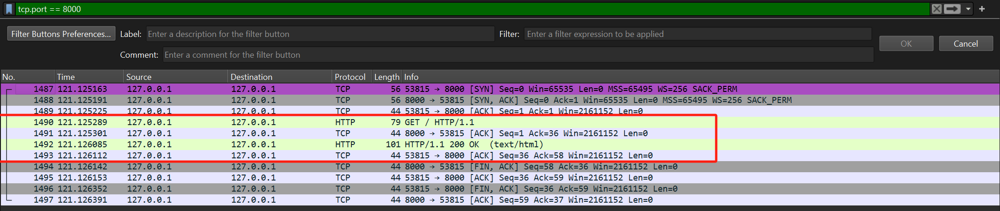 tcp.port == 8000
Filter Buttons Preferences... Label: Enter a description for the filter button Filter: Enter a filter expression to be applied OK Cancel
Comment: Enter a comment for the filter button
No. Time Source Destination Protocol Length Info
1487 121.125163 127.0.0.1 127.0.0.1 TCP 56 53815 → 8000 [SYN] Seq=0 Win=65535 Len=0 MSS=65495 WS=256 SACK_PERM
1488 121.125191 127.0.0.1 127.0.0.1 TCP 56 8000 → 53815 [SYN, ACK] Seq=0 Ack=1 Win=65535 Len=0 MSS=65495 WS=256 SACK_PERM
1489 121.125225 127.0.0.1 127.0.0.1 TCP 44 53815 → 8000 [ACK] Seq=1 Ack=1 Win=2161152 Len=0
1490 121.125289 127.0.0.1 127.0.0.1 HTTP 79 GET / HTTP/1.1
1491 121.125301 127.0.0.1 127.0.0.1 TCP 44 8000 → 53815 [ACK] Seq=1 Ack=36 Win=2161152 Len=0
1492 121.126085 127.0.0.1 127.0.0.1 HTTP 101 HTTP/1.1 200 OK (text/html)
1493 121.126112 127.0.0.1 127.0.0.1 TCP 44 53815 → 8000 [ACK] Seq=36 Ack=58 Win=2161152 Len=0
1494 121.126142 127.0.0.1 127.0.0.1 TCP 44 8000 → 53815 [FIN, ACK] Seq=58 Ack=36 Win=2161152 Len=0
1495 121.126153 127.0.0.1 127.0.0.1 TCP 44 53815 → 8000 [ACK] Seq=36 Ack=59 Win=2161152 Len=0
1496 121.126352 127.0.0.1 127.0.0.1 TCP 44 53815 → 8000 [FIN, ACK] Seq=36 Ack=59 Win=2161152 Len=0
1497 121.126391 127.0.0.1 127.0.0.1 TCP 44 8000 → 53815 [ACK] Seq=59 Ack=37 Win=2161152 Len=0